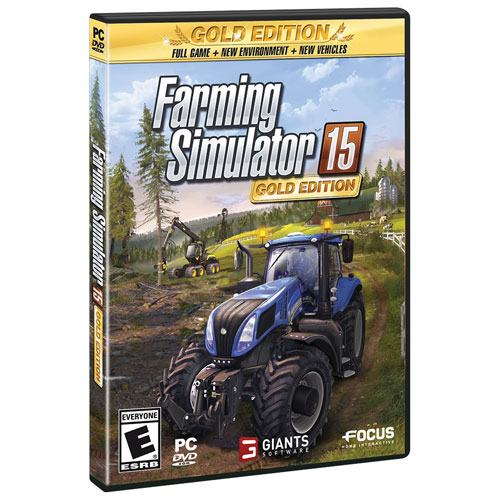 GOLD EDITION
FULL GAME + NEW ENVIRONMENT + NEW VEHICLES
Farming
Simulator 15
GOLD EDITION
EVERYONE
E
ESRB
PC
DVD
ROM
GIANTS
SOFTWARE
FOCUS
HOME INTERACTIVE
PC
DVD
Farming Simulator 15
GOLD EDITION